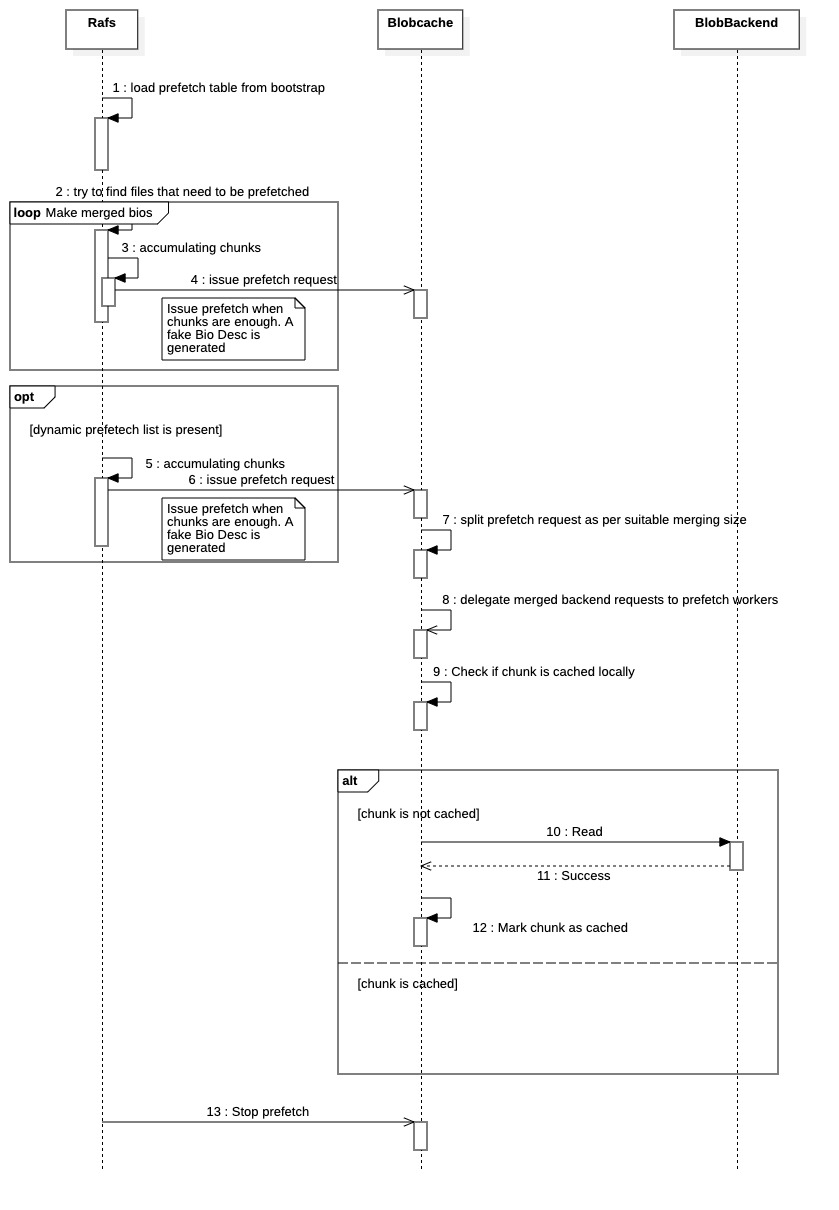 Rafs
Blobcache
BlobBackend
1 : load prefetch table from bootstrap
2 : try to find files that need to be prefetched
loop Make merged bios
3 : accumulating chunks
4 : issue prefetch request
Issue prefetch when
chunks are enough. A
fake Bio Desc is
generated
opt
[dynamic prefetech list is present]
5 : accumulating chunks
6 : issue prefetch request
Issue prefetch when
chunks are enough. A
fake Bio Desc is
generated
7 : split prefetch request as per suitable merging size
8 : delegate merged backend requests to prefetch workers
9 : Check if chunk is cached locally
alt
[chunk is not cached]
10 : Read
11 : Success
12 : Mark chunk as cached
[chunk is cached]
13 : Stop prefetch